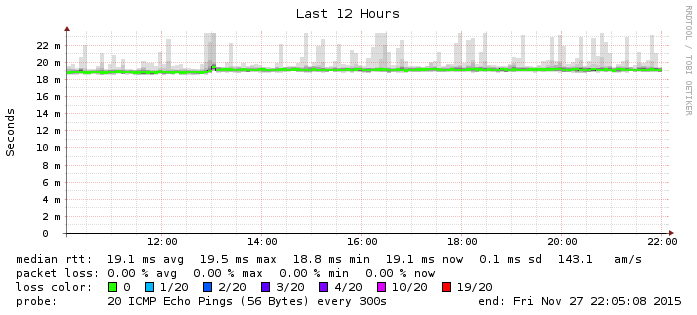 Last 12 Hours
RRDTOOL / TOBI OETIKER
Seconds
22 m
20 m
18 m
16 m
14 m
12 m
10 m
8 m
6 m
4 m
2 m
0
12:00 14:00 16:00 18:00 20:00 22:00
median rtt: 19.1 ms avg 19.5 ms max 18.8 ms min 19.1 ms now 0.1 ms sd 143.1 am/s
packet loss: 0.00 % avg 0.00 % max 0.00 % min 0.00 % now
loss color: 0 1/20 2/20 3/20 4/20 10/20 19/20
probe: 20 ICMP Echo Pings (56 Bytes) every 300s end: Fri Nov 27 22:05:08 2015